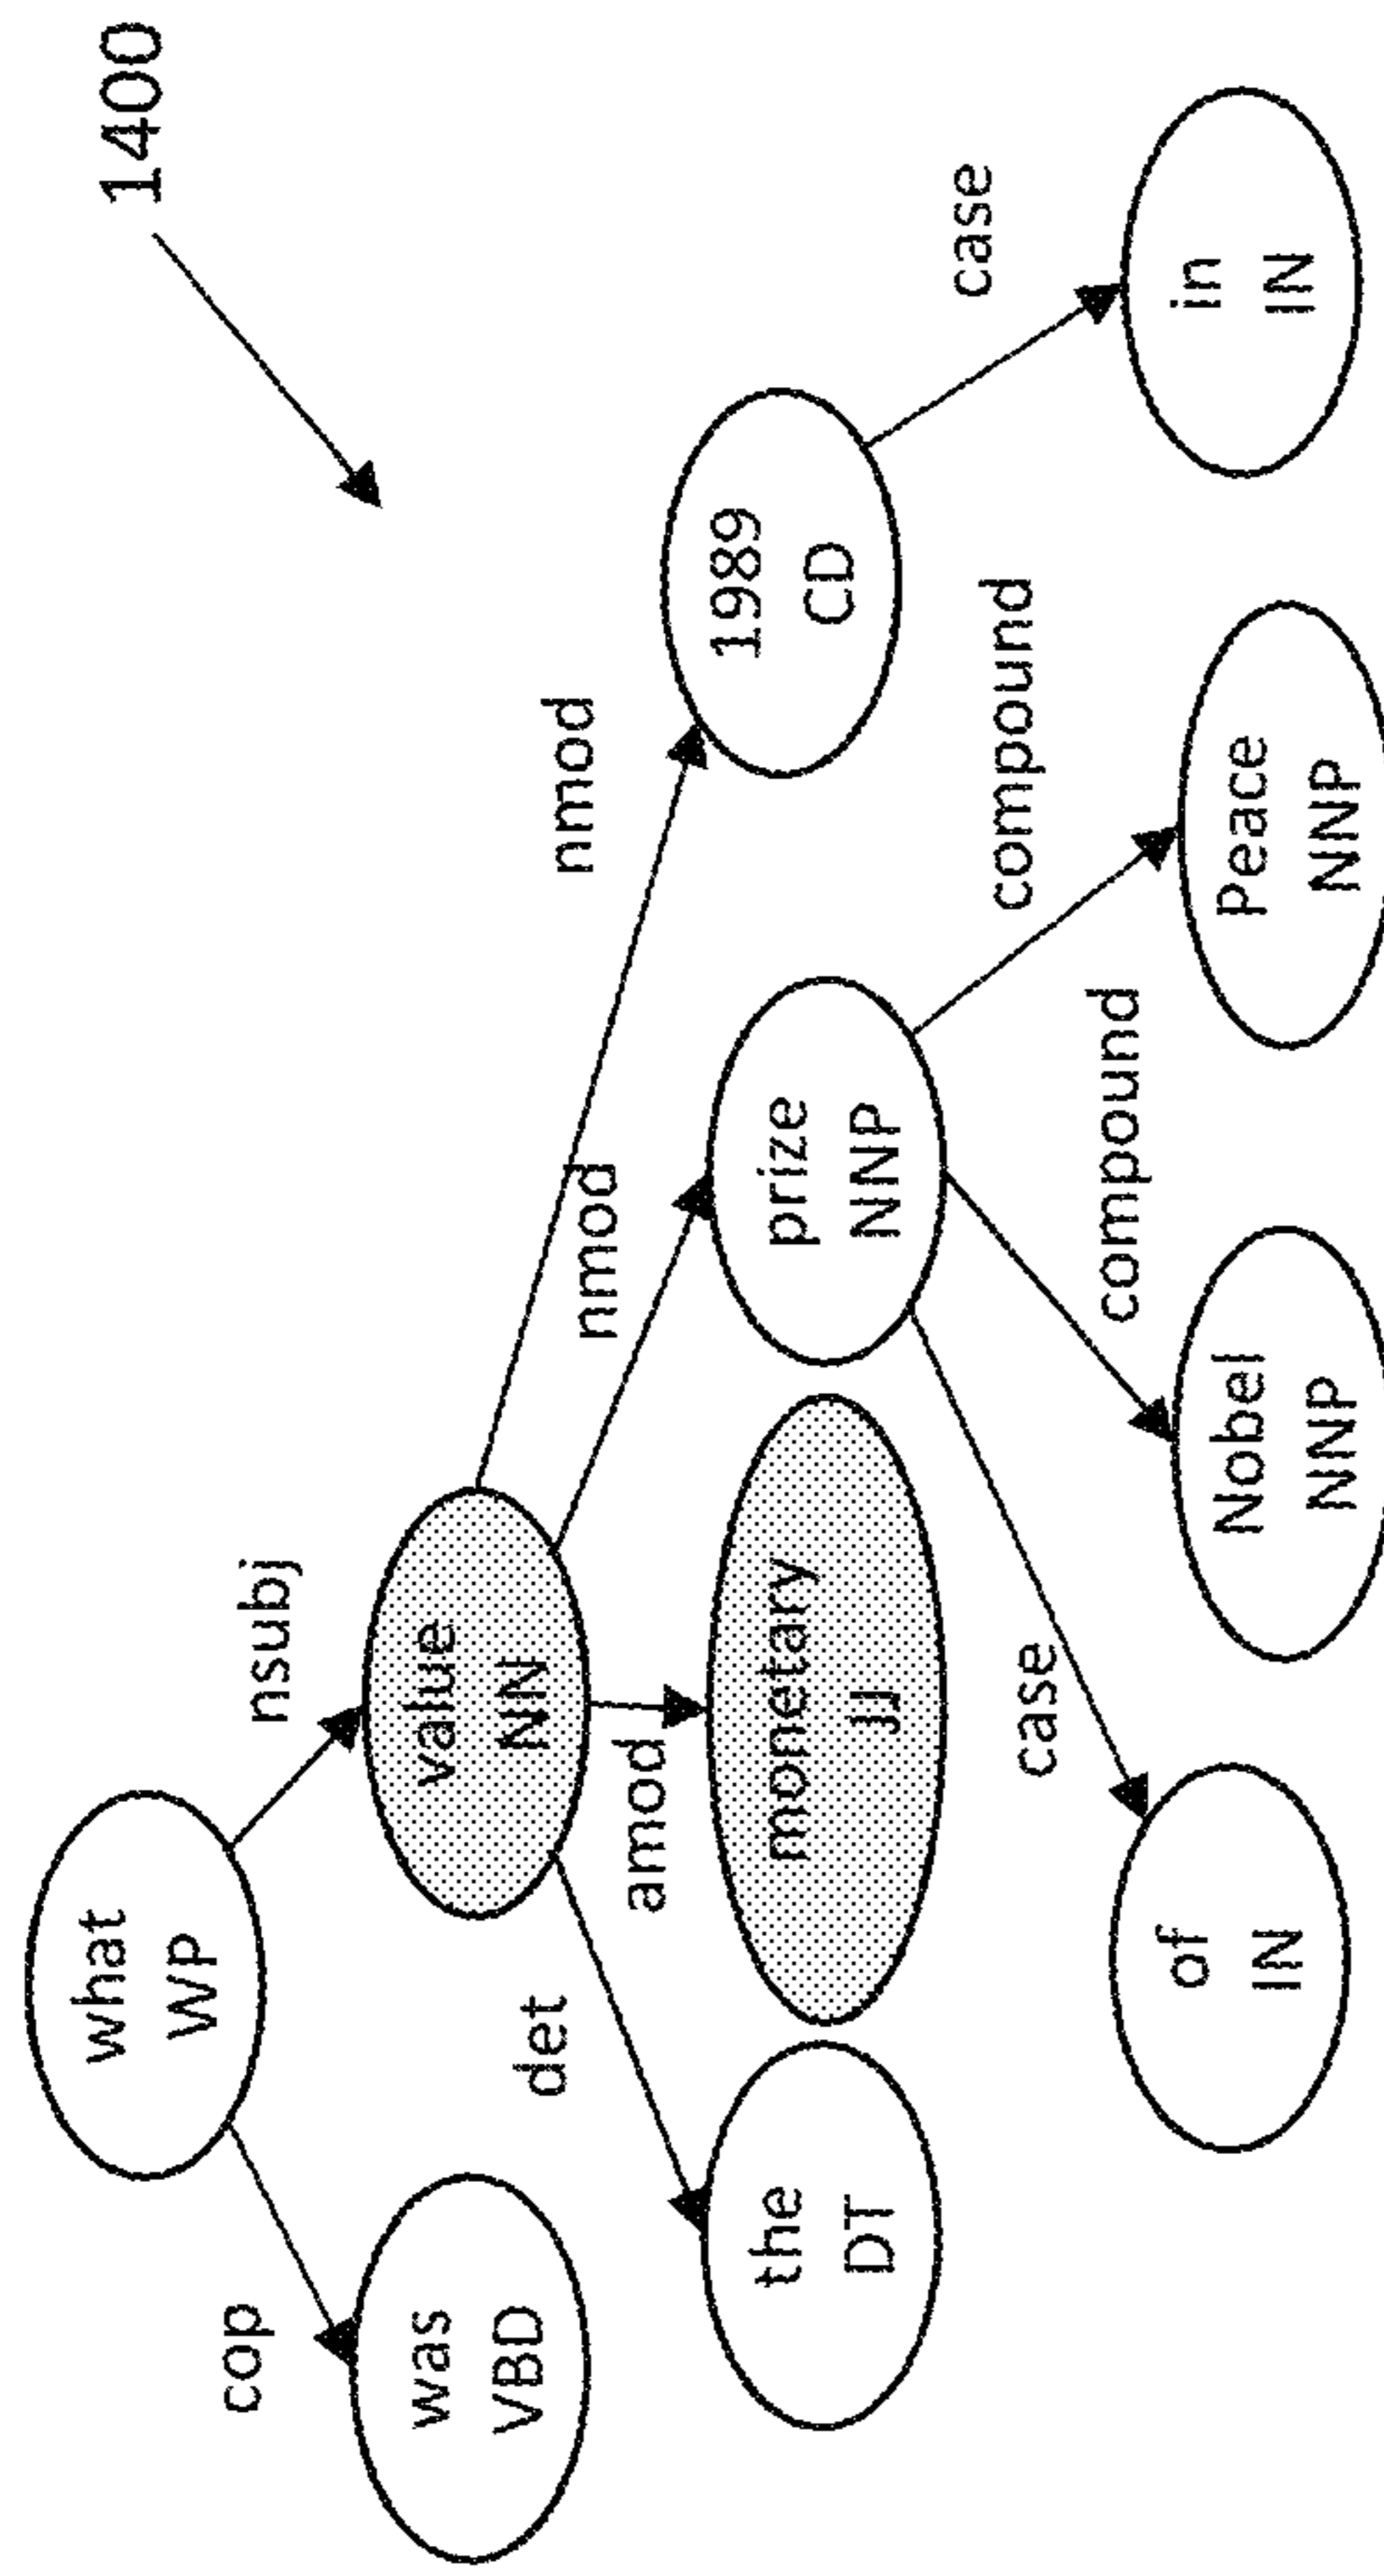 1400
what
WP
cop
nsubj
was
VBD
value
NN
det
amod
nmod
nmod
the
DT
monetary
JJ
prize
NNP
1989
CD
case
compound
compound
case
of
IN
Nobel
NNP
Peace
NNP
in
IN